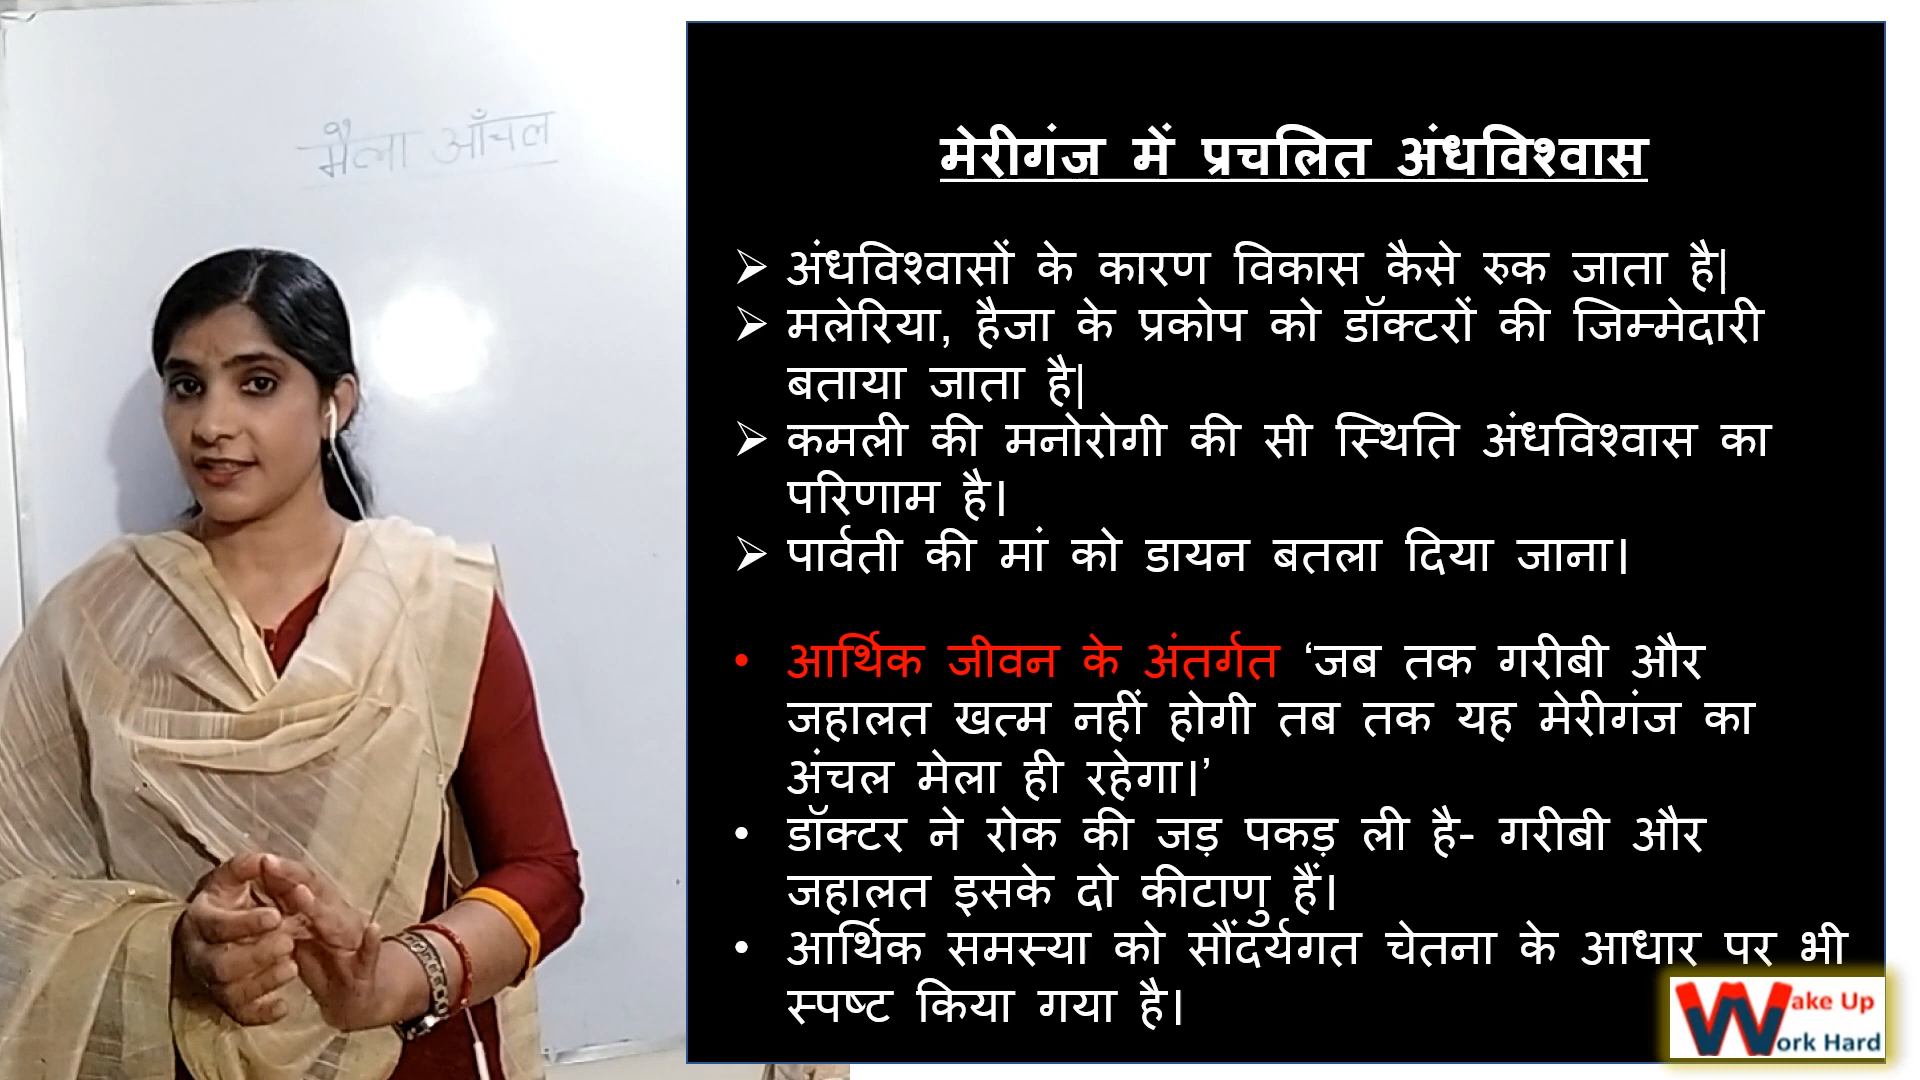 मैला आँचल
मेरीगंज में प्रचलित अंधविश्वास
➢ अंधविश्वासों के कारण विकास कैसे रुक जाता है|
➢ मलेरिया, हैजा के प्रकोप को डॉक्टरों की जिम्मेदारी
बताया जाता है|
➢ कमली की मनोरोगी की सी स्थिति अंधविश्वास का
परिणाम है।
➢ पार्वती की मां को डायन बतला दिया जाना।
• आर्थिक जीवन के अंतर्गत ‘जब तक गरीबी और
जहालत खत्म नहीं होगी तब तक यह मेरीगंज का
अंचल मेला ही रहेगा।’
• डॉक्टर ने रोक की जड़ पकड़ ली है- गरीबी और
जहालत इसके दो कीटाणु हैं।
• आर्थिक समस्या को सौंदर्यगत चेतना के आधार पर भी
स्पष्ट किया गया है।
Wake Up
Work Hard